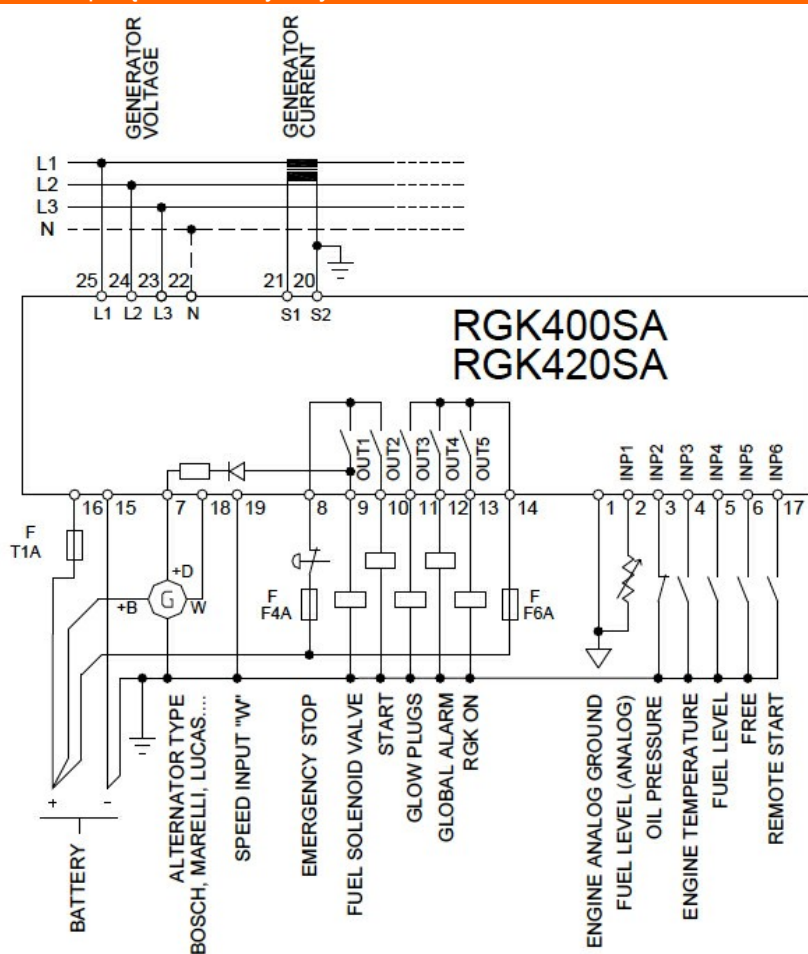 GENERATOR
VOLTAGE
GENERATOR
CURRENT
L1
L2
L3
N
25 24 23 22 21 20
L1 L2 L3 N S1 S2
RGK400SA
RGK420SA
OUT1
OUT2
OUT3
OUT4
OUT5
INP1
INP2
INP3
INP4
INP5
INP6
16 15 7 18 19 8 9 10 11 12 13 14 1 2 3 4 5 6 17
F
T1A
+D
+B
G
W
F
F4A
F
F6A
+ -
BATTERY
ALTERNATOR TYPE
BOSCH, MARELLI, LUCAS....
SPEED INPUT "W"
EMERGENCY STOP
FUEL SOLENOID VALVE
START
GLOW PLUGS
GLOBAL ALARM
RGK ON
ENGINE ANALOG GROUND
FUEL LEVEL (ANALOG)
OIL PRESSURE
ENGINE TEMPERATURE
FUEL LEVEL
FREE
REMOTE START